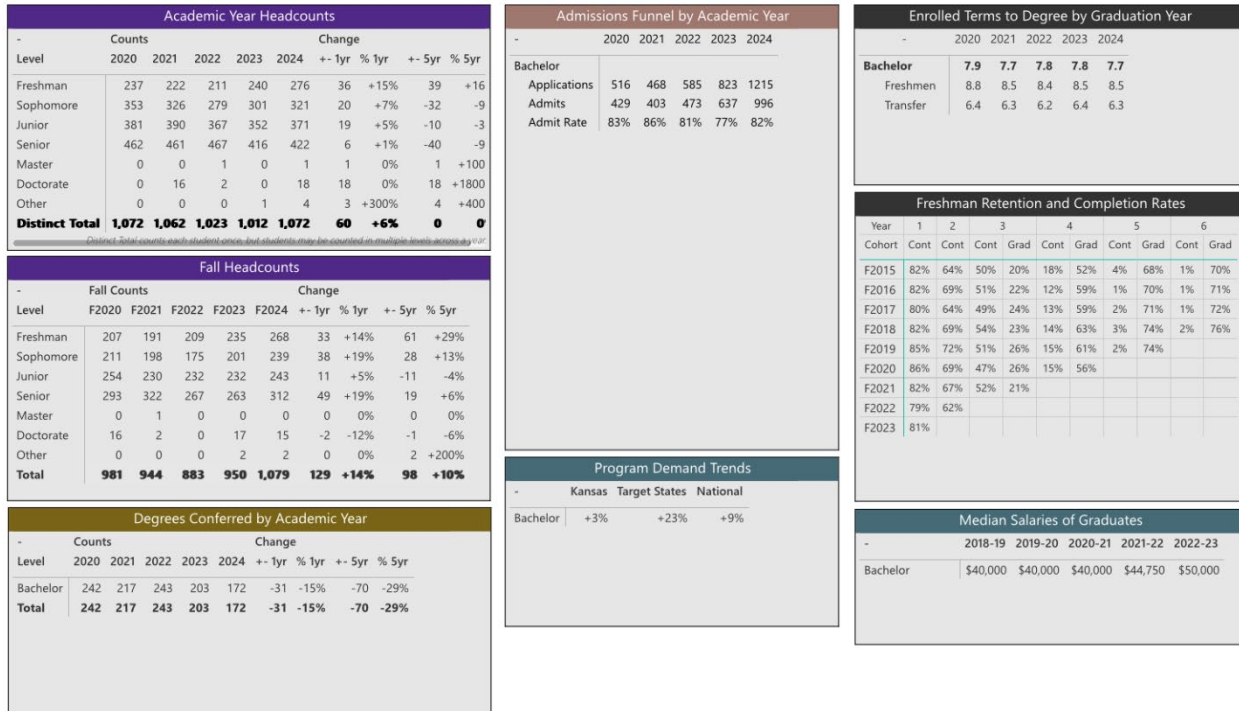 Academic Year Headcounts
- Counts Change
Level 2020 2021 2022 2023 2024 +- 1yr % 1yr +- 5yr % 5yr
Freshman 237 222 211 240 276 36 +15% 39 +16
Sophomore 353 326 279 301 321 20 +7% -32 -9
Junior 381 390 367 352 371 19 +5% -10 -3
Senior 462 461 467 416 422 6 +1% -40 -9
Master 0 0 1 0 1 1 0% 1 +100
Doctorate 0 16 2 0 18 18 0% 18 +1800
Other 0 0 0 1 4 3 +300% 4 +400
Distinct Total 1,072 1,062 1,023 1,012 1,072 60 +6% 0 0
Distinct Total counts each student once, but students may be counted in multiple levels across a year.
Fall Headcounts
- Fall Counts Change
Level F2020 F2021 F2022 F2023 F2024 +- 1yr % 1yr +- 5yr % 5yr
Freshman 207 191 209 235 268 33 +14% 61 +29%
Sophomore 211 198 175 201 239 38 +19% 28 +13%
Junior 254 230 232 232 243 11 +5% -11 -4%
Senior 293 322 267 263 312 49 +19% 19 +6%
Master 0 1 0 0 0 0 0% 0 0%
Doctorate 16 2 0 17 15 -2 -12% -1 -6%
Other 0 0 0 2 2 0 0% 2 +200%
Total 981 944 883 950 1,079 129 +14% 98 +10%
Degrees Conferred by Academic Year
- Counts Change
Level 2020 2021 2022 2023 2024 +- 1yr % 1yr +- 5yr % 5yr
Bachelor 242 217 243 203 172 -31 -15% -70 -29%
Total 242 217 243 203 172 -31 -15% -70 -29%
Admissions Funnel by Academic Year
- 2020 2021 2022 2023 2024
Bachelor
Applications 516 468 585 823 1215
Admits 429 403 473 637 996
Admit Rate 83% 86% 81% 77% 82%
Program Demand Trends
- Kansas Target States National
Bachelor +3% +23% +9%
Enrolled Terms to Degree by Graduation Year
- 2020 2021 2022 2023 2024
Bachelor 7.9 7.7 7.8 7.8 7.7
Freshmen 8.8 8.5 8.4 8.5 8.5
Transfer 6.4 6.3 6.2 6.4 6.3
Freshman Retention and Completion Rates
Year 1 2 3 4 5 6
Cohort Cont Cont Cont Grad Cont Grad Cont Grad Cont Grad
F2015 82% 64% 50% 20% 18% 52% 4% 68% 1% 70%
F2016 82% 69% 51% 22% 12% 59% 1% 70% 1% 71%
F2017 80% 64% 49% 24% 13% 59% 2% 71% 1% 72%
F2018 82% 69% 54% 23% 14% 63% 3% 74% 2% 76%
F2019 85% 72% 51% 26% 15% 61% 2% 74%
F2020 86% 69% 47% 26% 15% 56%
F2021 82% 67% 52% 21%
F2022 79% 62%
F2023 81%
Median Salaries of Graduates
- 2018-19 2019-20 2020-21 2021-22 2022-23
Bachelor $40,000 $40,000 $40,000 $44,750 $50,000